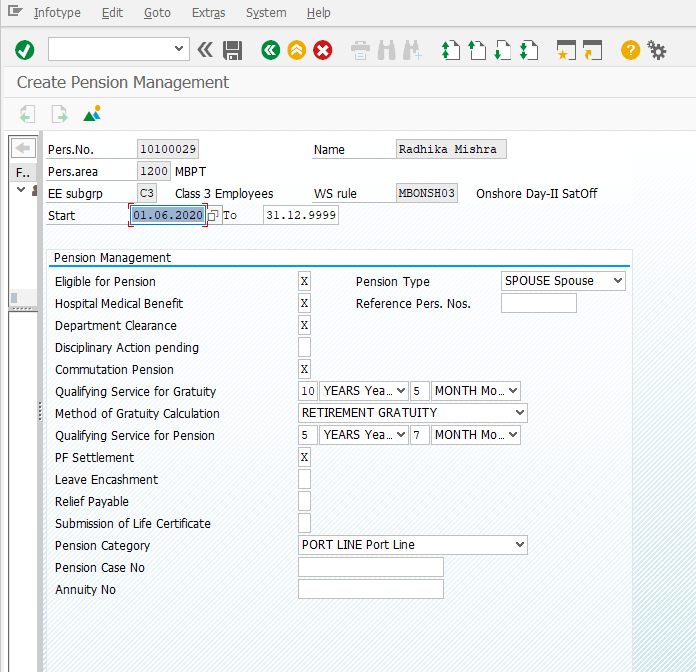 Infotype Edit Goto Extras System Help
Create Pension Management
F..
Pers.No. 10100029 Name Radhika Mishra
Pers.area 1200 MBPT
EE subgrp C3 Class 3 Employees WS rule MBONSH03 Onshore Day-II SatOff
Start 01.06.2020 To 31.12.9999
Pension Management
Eligible for Pension X Pension Type SPOUSE Spouse
Hospital Medical Benefit X Reference Pers. Nos.
Department Clearance X
Disciplinary Action pending
Commutation Pension X
Qualifying Service for Gratuity 10 YEARS Yea... 5 MONTH Mo...
Method of Gratuity Calculation RETIREMENT GRATUITY
Qualifying Service for Pension 5 YEARS Yea... 7 MONTH Mo...
PF Settlement X
Leave Encashment
Relief Payable
Submission of Life Certificate
Pension Category PORT LINE Port Line
Pension Case No
Annuity No